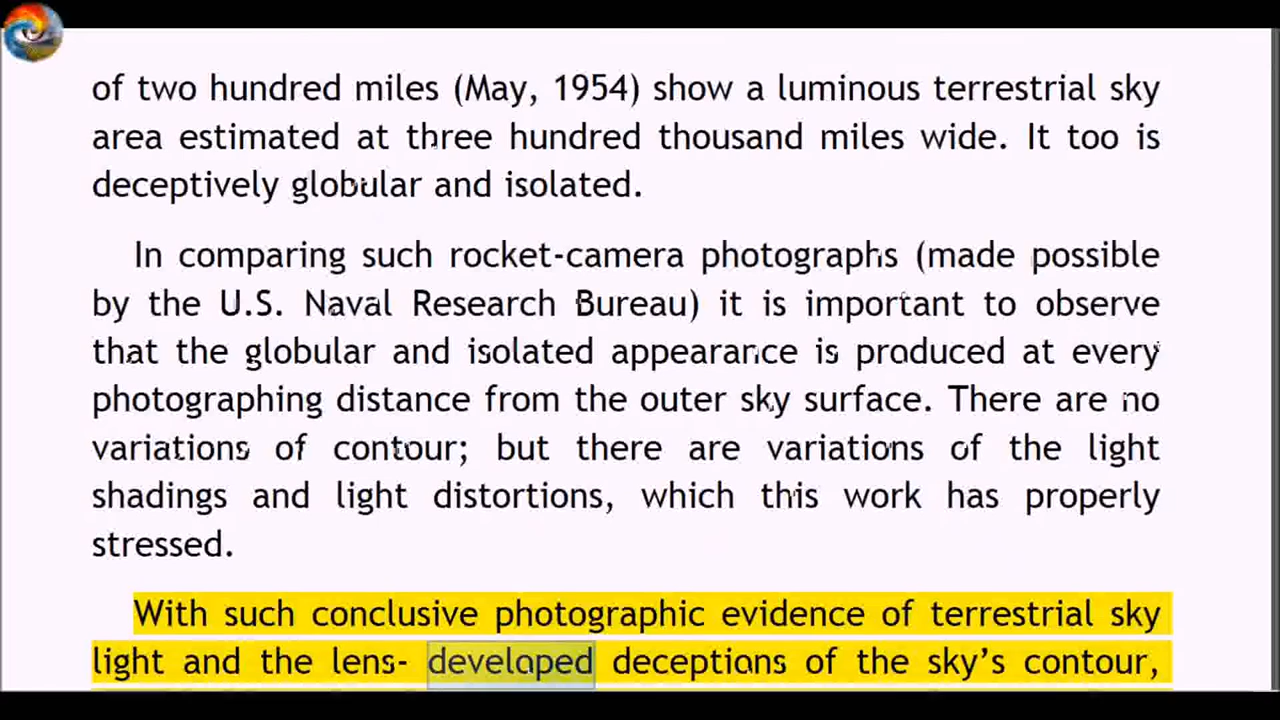 of two hundred miles (May, 1954) show a luminous terrestrial sky
area estimated at three hundred thousand miles wide. It too is
deceptively globular and isolated.
In comparing such rocket-camera photographs (made possible
by the U.S. Naval Research Bureau) it is important to observe
that the globular and isolated appearance is produced at every
photographing distance from the outer sky surface. There are no
variations of contour; but there are variations of the light
shadings and light distortions, which this work has properly
stressed.
With such conclusive photographic evidence of terrestrial sky
light and the lens- developed deceptions of the sky’s contour,